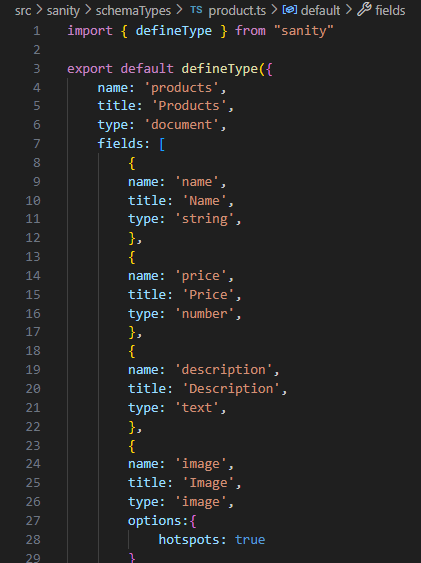 src > sanity > schemaTypes > TS product.ts > default > fields
1 import { defineType } from "sanity"
2
3 export default defineType({
4 name: 'products',
5 title: 'Products',
6 type: 'document',
7 fields: [
8 {
9 name: 'name',
10 title: 'Name',
11 type: 'string',
12 },
13 {
14 name: 'price',
15 title: 'Price',
16 type: 'number',
17 },
18 {
19 name: 'description',
20 title: 'Description',
21 type: 'text',
22 },
23 {
24 name: 'image',
25 title: 'Image',
26 type: 'image',
27 options:{
28 hotspots: true
29 }